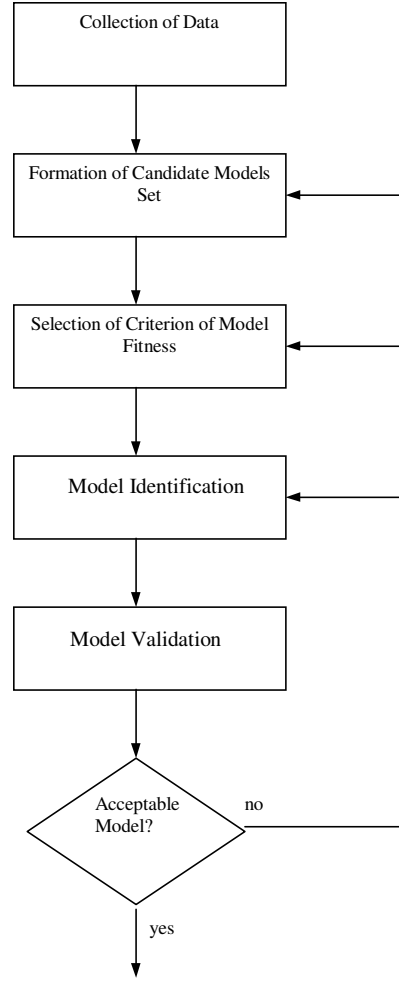 Collection of Data
Formation of Candidate Models
Set
Selection of Criterion of Model
Fitness
Model Identification
Model Validation
Acceptable
Model?
no
yes